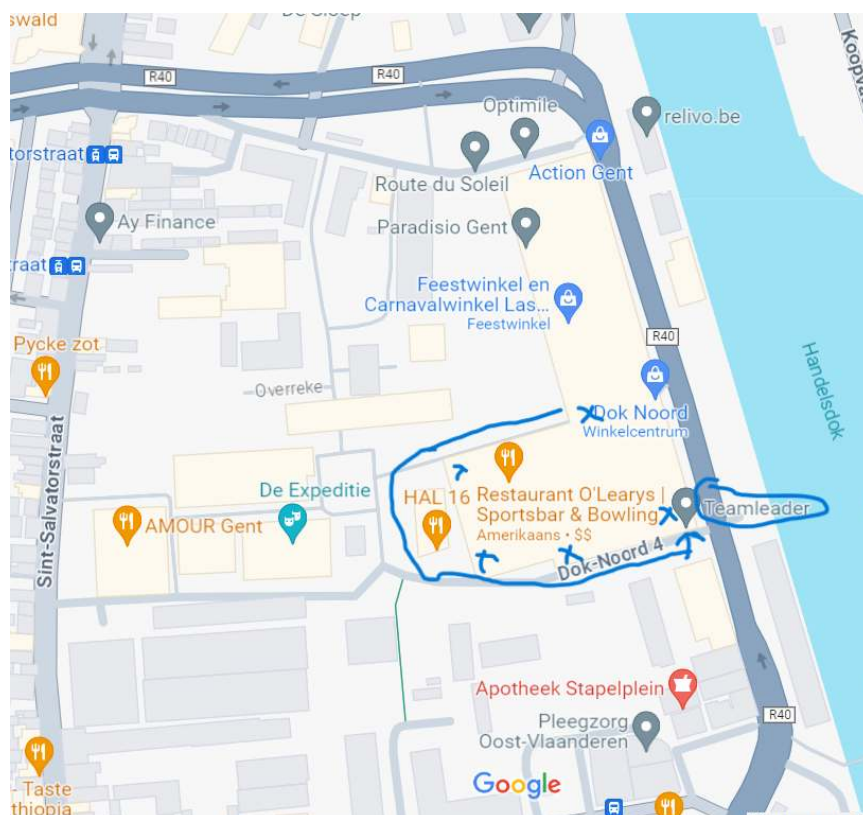 swald
De Sloep
R40
R40
Koopva
Optimile
relivo.be
torstraat
Route du Soleil
Action Gent
Ay Finance
Paradisio Gent
raat
Feestwinkel en
Carnavalwinkel Las...
Feestwinkel
R40
Handelsdok
Pycke zot
Overreke
Dok Noord
Winkelcentrum
Sint-Salvatorstraat
De Expeditie
HAL 16
Restaurant O'Learys |
Sportsbar & Bowling
Amerikaans • $$
Teamleader
AMOUR Gent
Dok-Noord 4
Apotheek Stapelplein
Pleegzorg
Oost-Vlaanderen
R40
Google
- Taste
thiopia